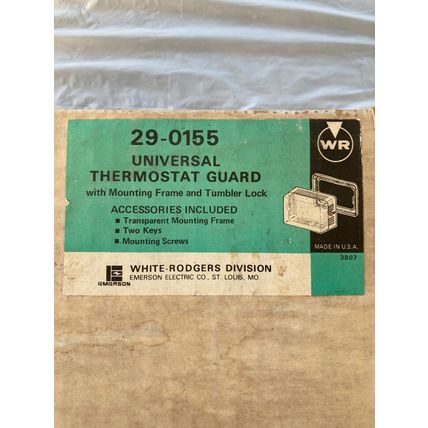 29-0155
UNIVERSAL
THERMOSTAT GUARD
with Mounting Frame and Tumbler Lock
ACCESSORIES INCLUDED
■ Transparent Mounting Frame
■ Two Keys
■ Mounting Screws
WR
MADE IN U.S.A.
3807
EMERSON
WHITE-RODGERS DIVISION
EMERSON ELECTRIC CO., ST. LOUIS, MO.